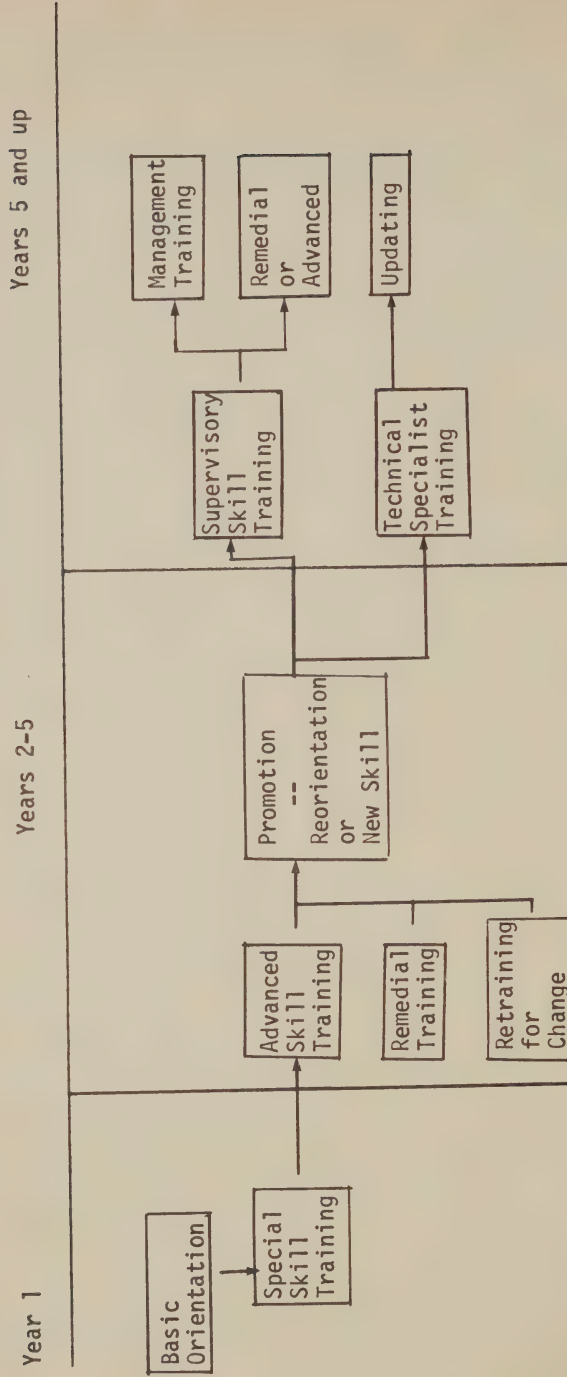 Year 1
Years 2-5
Years 5 and up
Basic
Orientation
Special
Skill
Training
Advanced
Skill
Training
Remedial
Training
Retraining
for
Change
Promotion
--
Reorientation
or
New Skill
Supervisory
Skill
Training
Technical
Specialist
Training
Management
Training
Remedial
or
Advanced
Updating